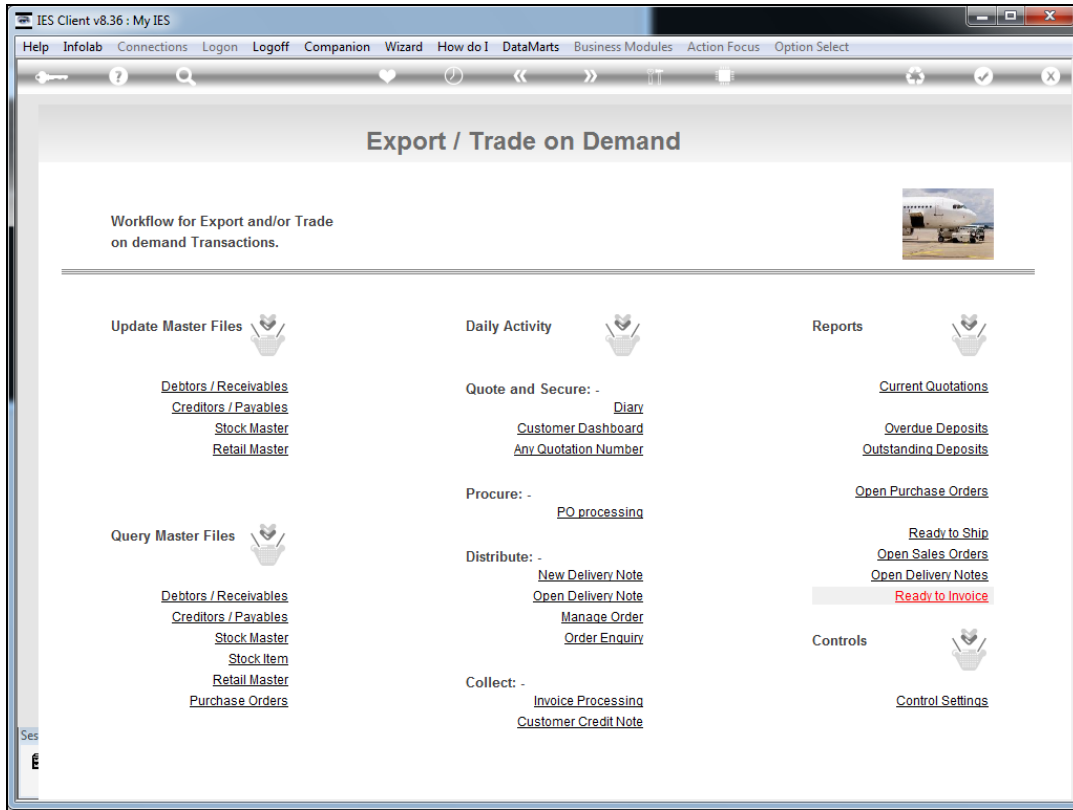 IES Client v8.36 : My IES
Help Infolab Connections Logon Logoff Companion Wizard How do I DataMarts Business Modules Action Focus Option Select
Export / Trade on Demand
Workflow for Export and/or Trade
on demand Transactions.
Update Master Files
Debtors / Receivables
Creditors / Payables
Stock Master
Retail Master
Query Master Files
Debtors / Receivables
Creditors / Payables
Stock Master
Stock Item
Retail Master
Purchase Orders
Daily Activity
Quote and Secure: -
Diary
Customer Dashboard
Any Quotation Number
Procure: -
PO processing
Distribute: -
New Delivery Note
Open Delivery Note
Manage Order
Order Enquiry
Collect: -
Invoice Processing
Customer Credit Note
Reports
Current Quotations
Overdue Deposits
Outstanding Deposits
Open Purchase Orders
Ready to Ship
Open Sales Orders
Open Delivery Notes
Ready to Invoice
Controls
Control Settings
Ses